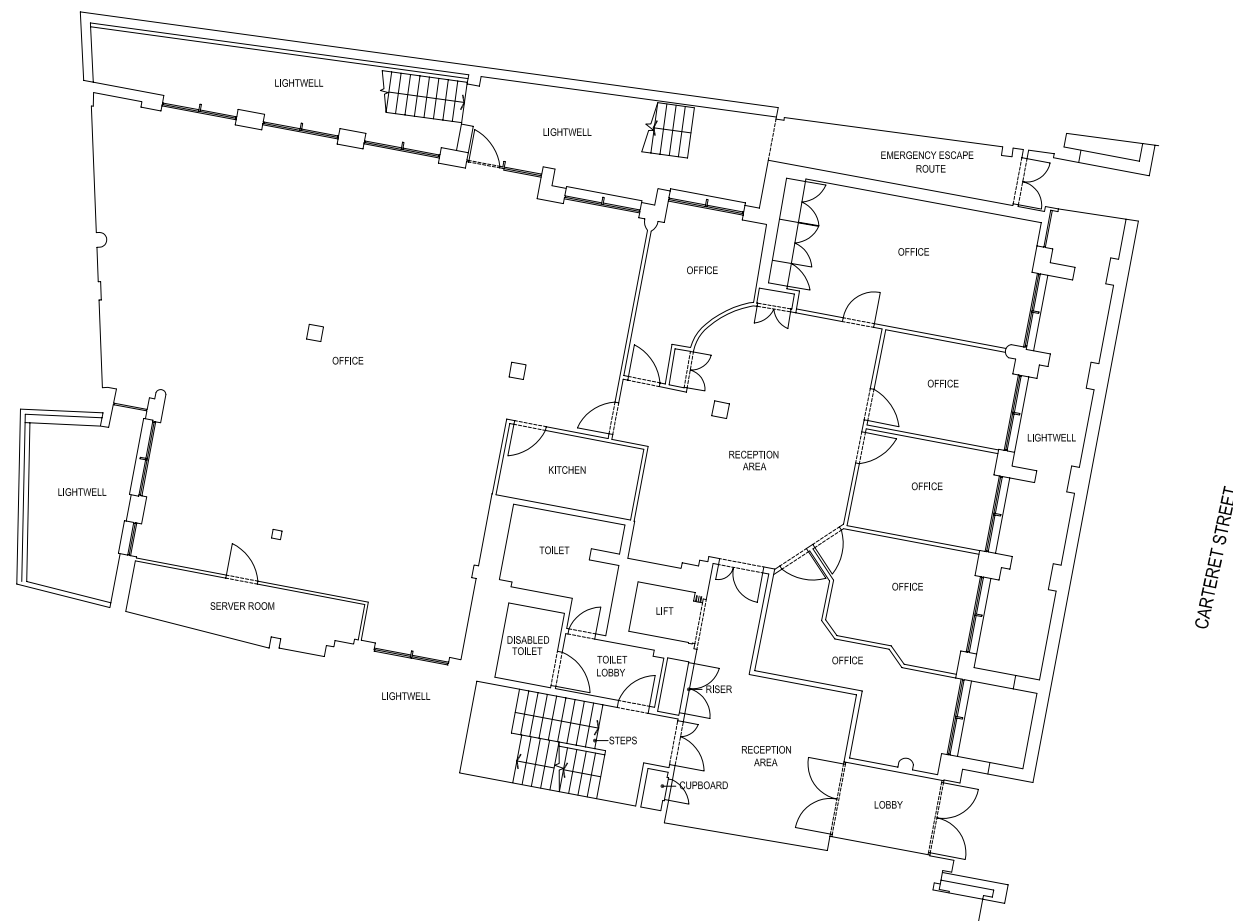 LIGHTWELL
LIGHTWELL
EMERGENCY ESCAPE
ROUTE
OFFICE
OFFICE
OFFICE
OFFICE
LIGHTWELL
RECEPTION
AREA
KITCHEN
LIGHTWELL
OFFICE
CARTERET STREET
TOILET
OFFICE
SERVER ROOM
LIFT
DISABLED
TOILET
TOILET
LOBBY
OFFICE
LIGHTWELL
RISER
STEPS
RECEPTION
AREA
CUPBOARD
LOBBY